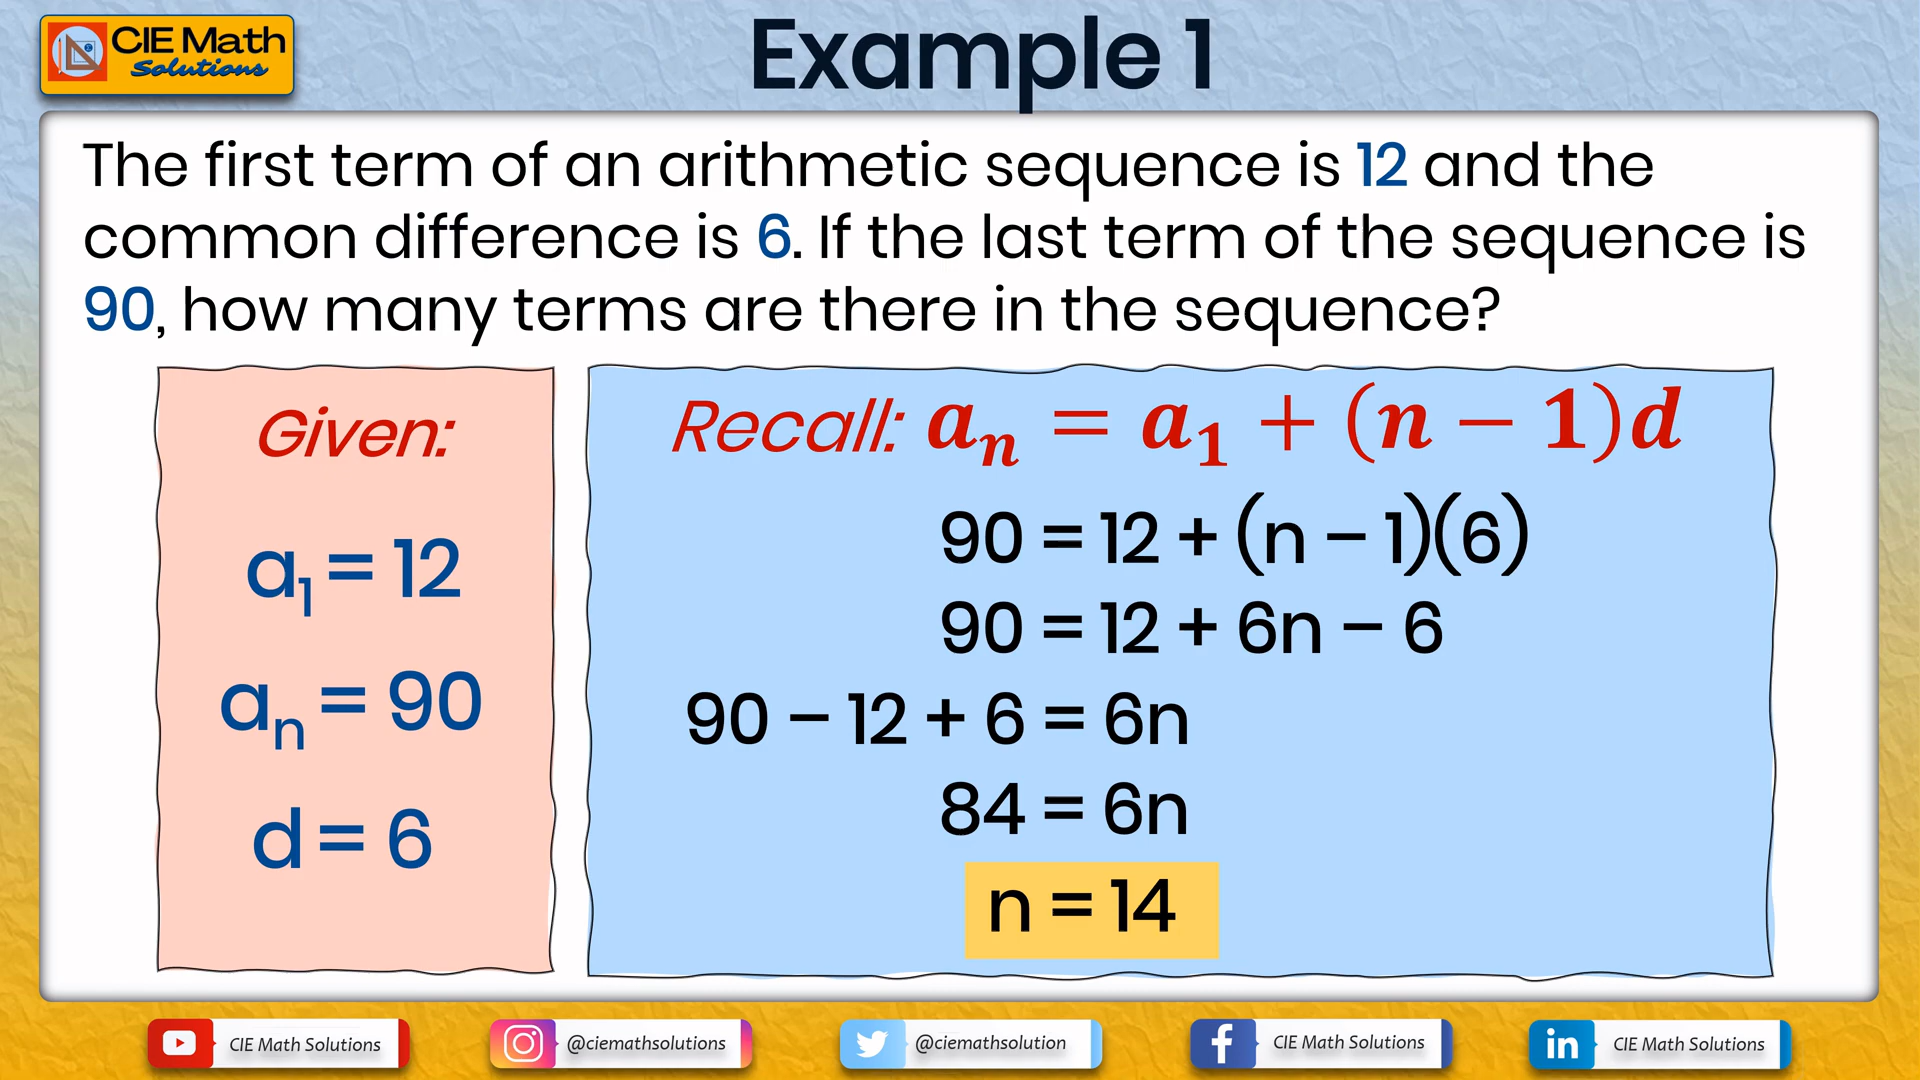 CIE Math
Solutions
Example 1
The first term of an arithmetic sequence is 12 and the
common difference is 6. If the last term of the sequence is
90, how many terms are there in the sequence?
Given:
a₁ = 12
aₙ = 90
d = 6
Recall: aₙ = a₁ + (n − 1)d
90 = 12 + (n − 1)(6)
90 = 12 + 6n − 6
90 − 12 + 6 = 6n
84 = 6n
n = 14
CIE Math Solutions
@ciemathsolutions
@ciemathsolution
CIE Math Solutions
CIE Math Solutions